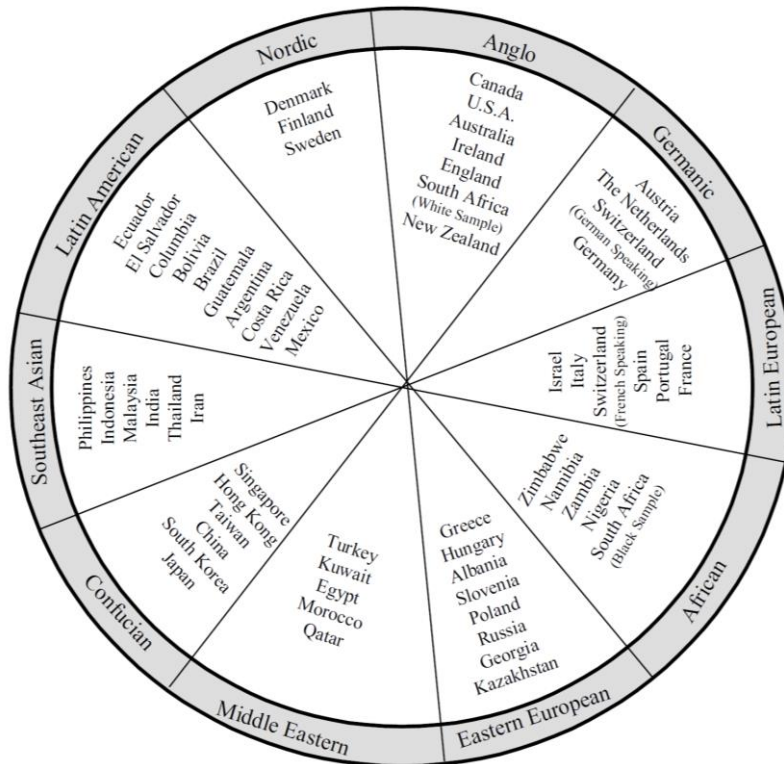 Nordic
Denmark
Finland
Sweden
Anglo
Canada
U.S.A.
Australia
Ireland
England
South Africa
(White Sample)
New Zealand
Germanic
Austria
The Netherlands
Switzerland
(German Speaking)
Germany
Latin European
Israel
Italy
Switzerland
(French Speaking)
Spain
Portugal
France
African
Zimbabwe
Namibia
Zambia
Nigeria
South Africa
(Black Sample)
Eastern European
Greece
Hungary
Albania
Slovenia
Poland
Russia
Georgia
Kazakhstan
Middle Eastern
Turkey
Kuwait
Egypt
Morocco
Qatar
Confucian
Singapore
Hong Kong
Taiwan
China
South Korea
Japan
Southeast Asian
Philippines
Indonesia
Malaysia
India
Thailand
Iran
Latin American
Ecuador
El Salvador
Columbia
Bolivia
Brazil
Guatemala
Argentina
Costa Rica
Venezuela
Mexico